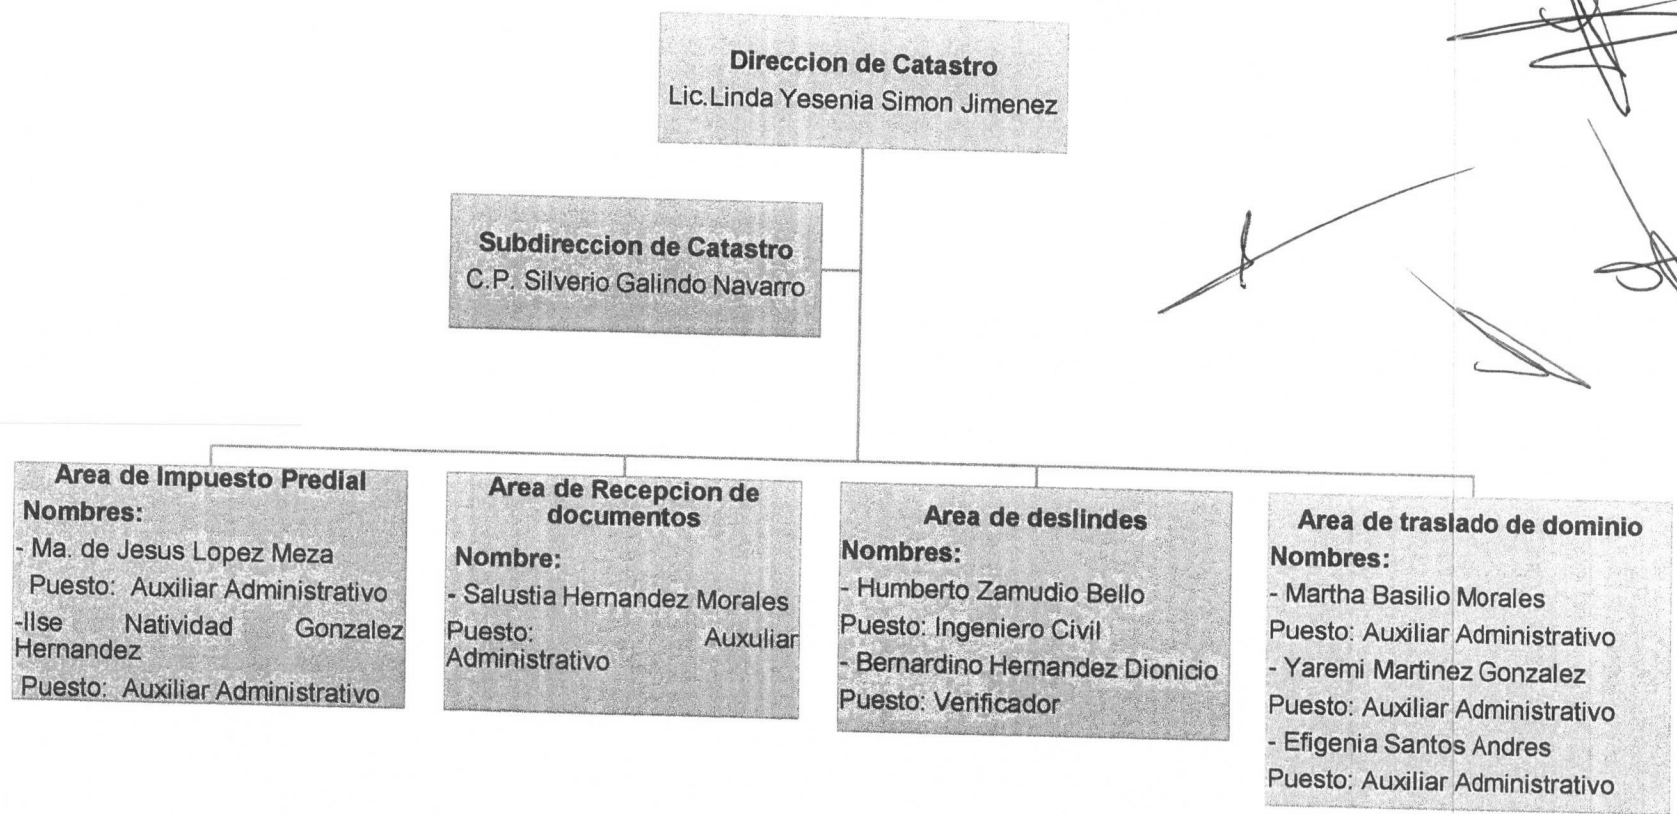 Direccion de Catastro
Lic.Linda Yesenia Simon Jimenez
Subdireccion de Catastro
C.P. Silverio Galindo Navarro
Area de Impuesto Predial
Nombres:
- Ma. de Jesus Lopez Meza
Puesto: Auxiliar Administrativo
-Ilse Natividad Gonzalez
Hernandez
Puesto: Auxiliar Administrativo
Area de Recepcion de
documentos
Nombre:
- Salustia Hernandez Morales
Puesto: Auxuliar
Administrativo
Area de deslindes
Nombres:
- Humberto Zamudio Bello
Puesto: Ingeniero Civil
- Bernardino Hernandez Dionicio
Puesto: Verificador
Area de traslado de dominio
Nombres:
- Martha Basilio Morales
Puesto: Auxiliar Administrativo
- Yaremi Martinez Gonzalez
Puesto: Auxiliar Administrativo
- Efigenia Santos Andres
Puesto: Auxiliar Administrativo